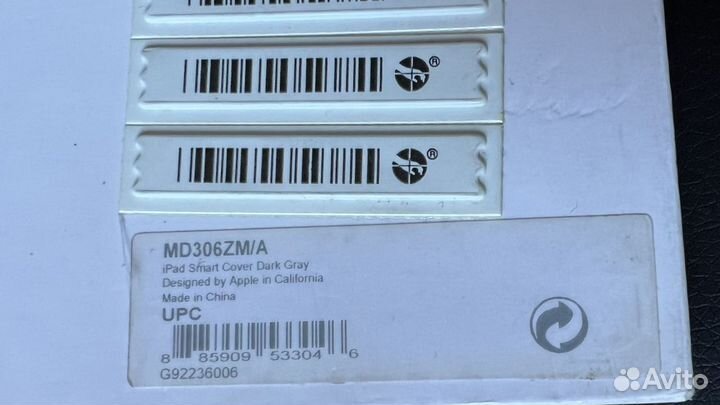 ®
®
MD306ZM/A
iPad Smart Cover Dark Gray
Designed by Apple in California
Made in China
UPC
8 85909 53304 6
G92236006
Avito